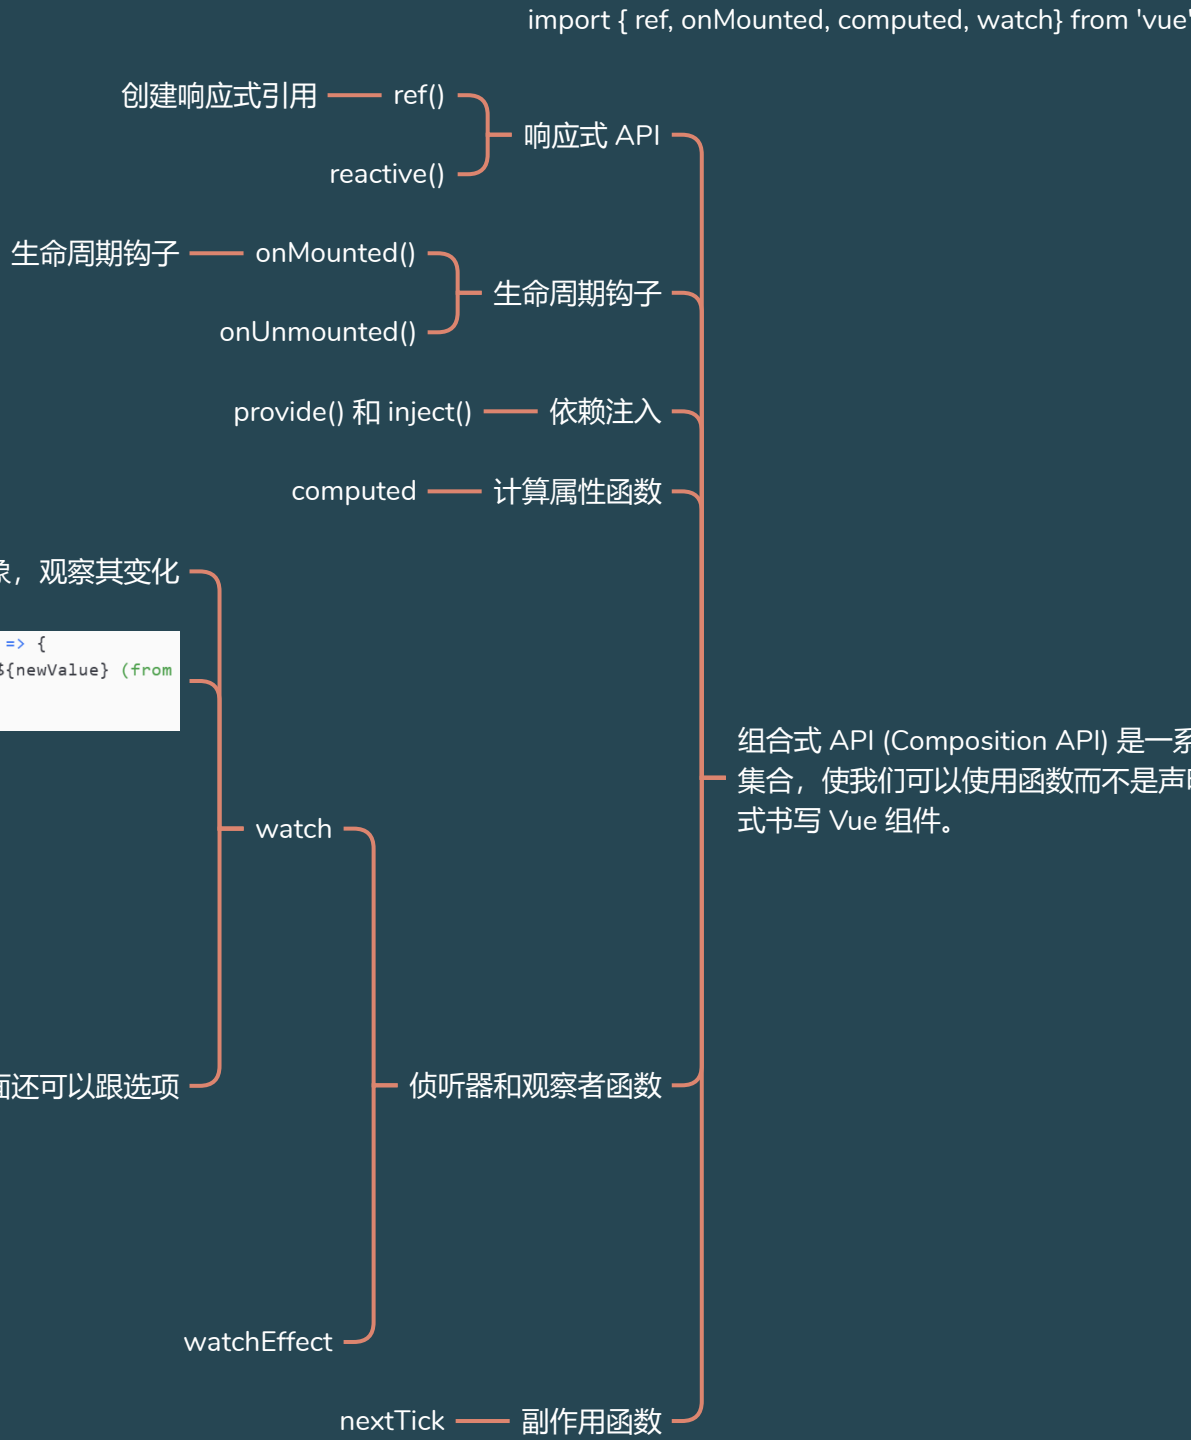 import { ref, onMounted, computed, watch} from 'vue'
创建响应式引用
ref()
响应式 API
reactive()
生命周期钩子
onMounted()
生命周期钩子
onUnmounted()
provide() 和 inject()
依赖注入
computed
计算属性函数
，观察其变化
=> {
${newValue} (from
组合式 API (Composition API) 是一系
集合，使我们可以使用函数而不是声
式书写 Vue 组件。
watch
还可以跟选项
侦听器和观察者函数
watchEffect
nextTick
副作用函数